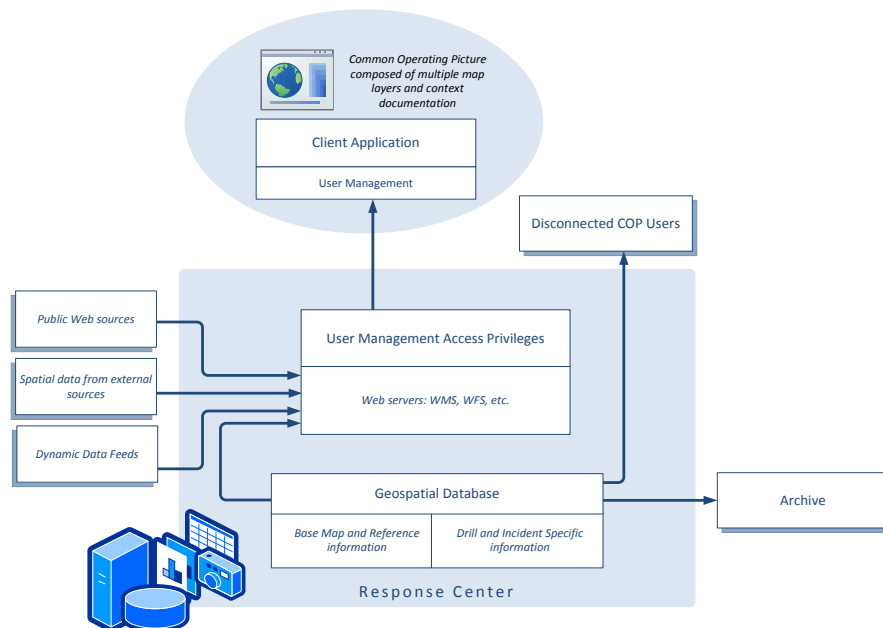 Common Operating Picture
composed of multiple map
layers and context
documentation
Client Application
User Management
Disconnected COP Users
Public Web sources
User Management Access Privileges
Spatial data from external
sources
Web servers: WMS, WFS, etc.
Dynamic Data Feeds
Geospatial Database
Archive
Base Map and Reference
information
Drill and Incident Specific
information
Response Center